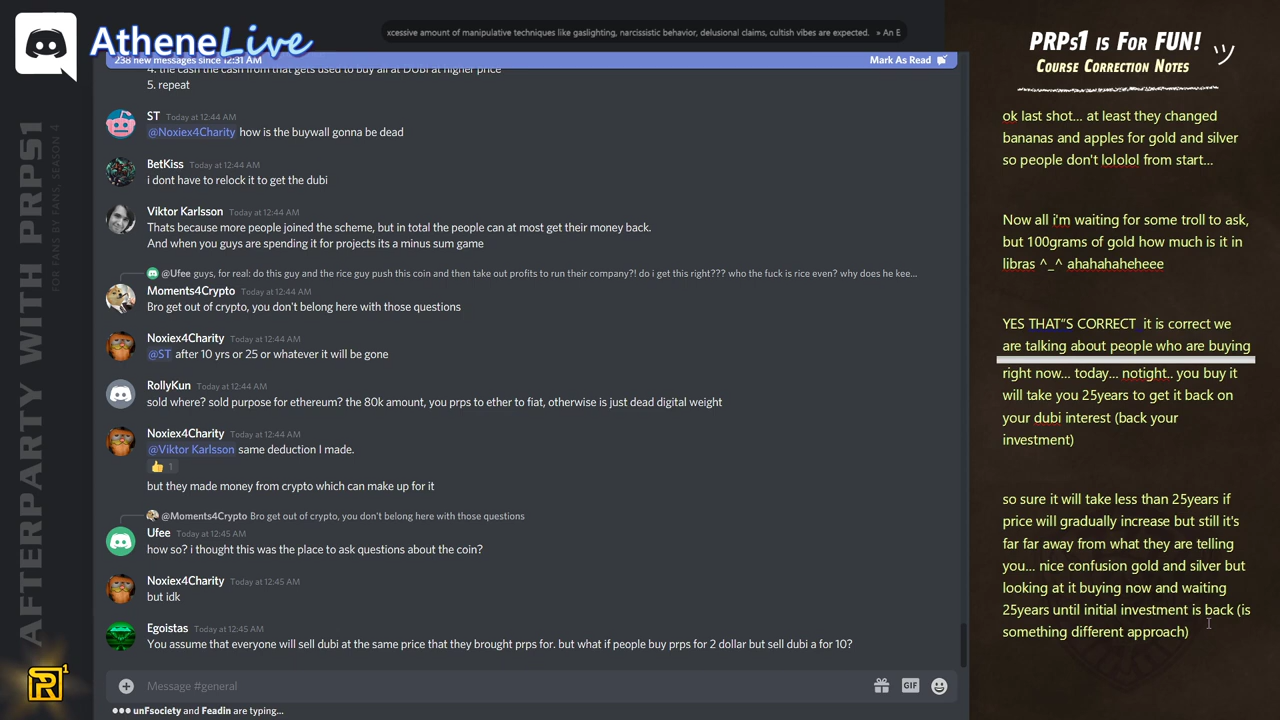 AtheneLive
xcessive amount of manipulative techniques like gaslighting, narcissistic behavior, delusional claims, cultish vibes are expected.   » An E
238 new messages since 12:31 AM
Mark As Read
4. the cash the cash from that gets used to buy all at DUBI at higher price
5. repeat
ST Today at 12:44 AM
@Noxiex4Charity how is the buywall gonna be dead
BetKiss Today at 12:44 AM
i dont have to relock it to get the dubi
Viktor Karlsson Today at 12:44 AM
Thats because more people joined the scheme, but in total the people can at most get their money back.
And when you guys are spending it for projects its a minus sum game
@Ufee guys, for real: do this guy and the rice guy push this coin and then take out profits to run their company?! do i get this right??? who the fuck is rice even? why does he kee...
Moments4Crypto Today at 12:44 AM
Bro get out of crypto, you don't belong here with those questions
Noxiex4Charity Today at 12:44 AM
@ST after 10 yrs or 25 or whatever it will be gone
RollyKun Today at 12:44 AM
sold where? sold purpose for ethereum? the 80k amount, you prps to ether to fiat, otherwise is just dead digital weight
Noxiex4Charity Today at 12:44 AM
@Viktor Karlsson same deduction I made.
👍 1
but they made money from crypto which can make up for it
@Moments4Crypto Bro get out of crypto, you don't belong here with those questions
Ufee Today at 12:45 AM
how so? i thought this was the place to ask questions about the coin?
Noxiex4Charity Today at 12:45 AM
but idk
Egoistas Today at 12:45 AM
You assume that everyone will sell dubi at the same price that they brought prps for. but what if people buy prps for 2 dollar but sell dubi a for 10?
Message #general
GIF
unFsociety and Feadin are typing...
AFTERPARTY WITH PRPS1
FOR FANS BY FANS, SEASON 4
R1
PRPs1 is For FUN! ツ
Course Correction Notes
ok last shot... at least they changed
bananas and apples for gold and silver
so people don't lololol from start...
Now all i'm waiting for some troll to ask,
but 100grams of gold how much is it in
libras ^_^ ahahahaheheee
YES THAT"S CORRECT  it is correct we
are talking about people who are buying
right now... today... notight.. you buy it
will take you 25years to get it back on
your dubi interest (back your
investment)
so sure it will take less than 25years if
price will gradually increase but still it's
far far away from what they are telling
you... nice confusion gold and silver but
looking at it buying now and waiting
25years until initial investment is back (is
something different approach)